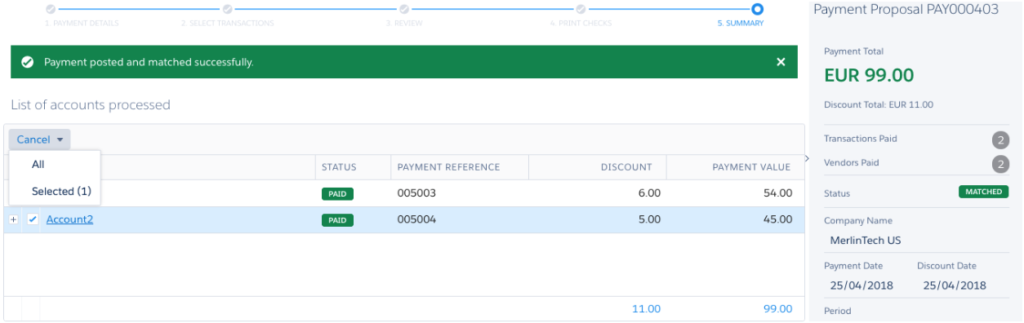 1. PAYMENT DETAILS 2. SELECT TRANSACTIONS 3. REVIEW 4. PRINT CHECKS 5. SUMMARY
Payment posted and matched successfully.
List of accounts processed
Cancel
All
Selected (1)
STATUS PAYMENT REFERENCE DISCOUNT PAYMENT VALUE
PAID 005003 6.00 54.00
Account2 PAID 005004 5.00 45.00
11.00 99.00
Payment Proposal PAY000403
Payment Total
EUR 99.00
Discount Total: EUR 11.00
Transactions Paid 2
Vendors Paid 2
Status MATCHED
Company Name
MerlinTech US
Payment Date Discount Date
25/04/2018 25/04/2018
Period